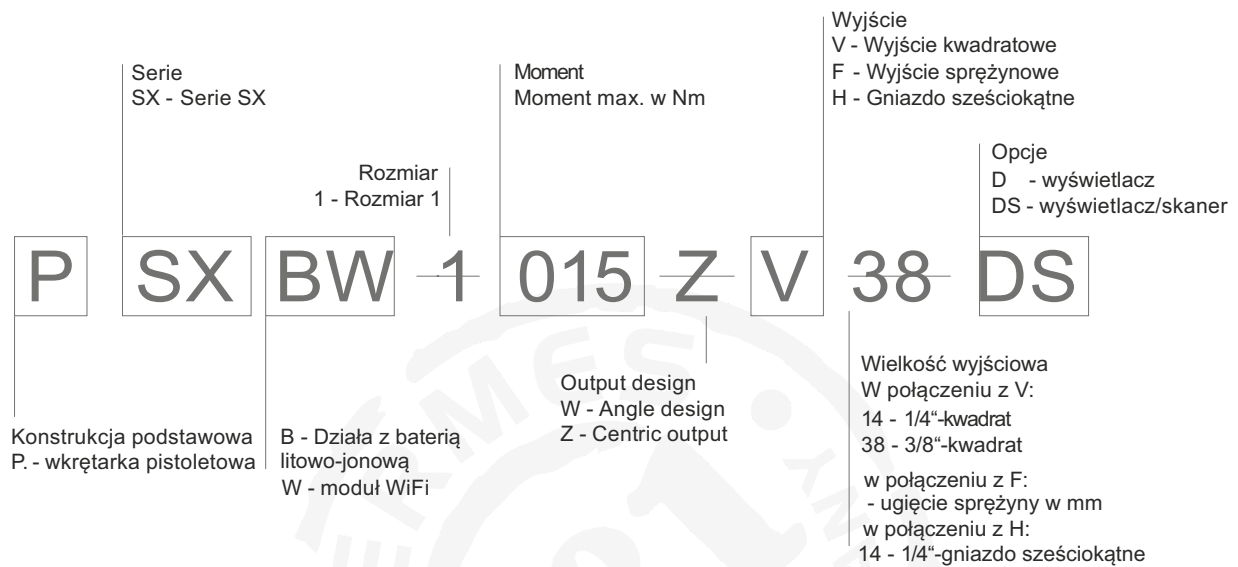 Wyjście
V - Wyjście kwadratowe
F - Wyjście sprężynowe
H - Gniazdo sześciokątne
Serie
SX - Serie SX
Moment
Moment max. w Nm
Opcje
D - wyświetlacz
DS - wyświetlacz/skaner
Rozmiar
1 - Rozmiar 1
P SX BW 1 015 Z V 38 DS
Konstrukcja podstawowa
P. - wkrętarka pistoletowa
B - Działa z baterią
litowo-jonową
W - moduł WiFi
Output design
W - Angle design
Z - Centric output
Wielkość wyjściowa
W połączeniu z V:
14 - 1/4“-kwadrat
38 - 3/8“-kwadrat
w połączeniu z F:
- ugięcie sprężyny w mm
w połączeniu z H:
14 - 1/4“-gniazdo sześciokątne